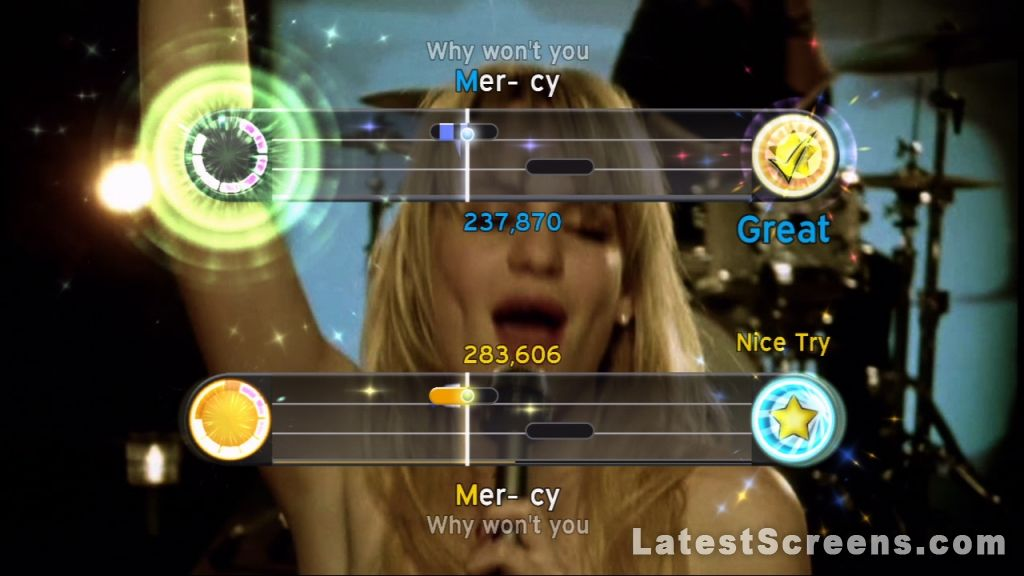 Why won't you
Mer- cy
237,870
Great
283,606
Nice Try
Mer- cy
Why won't you
LatestScreens.com